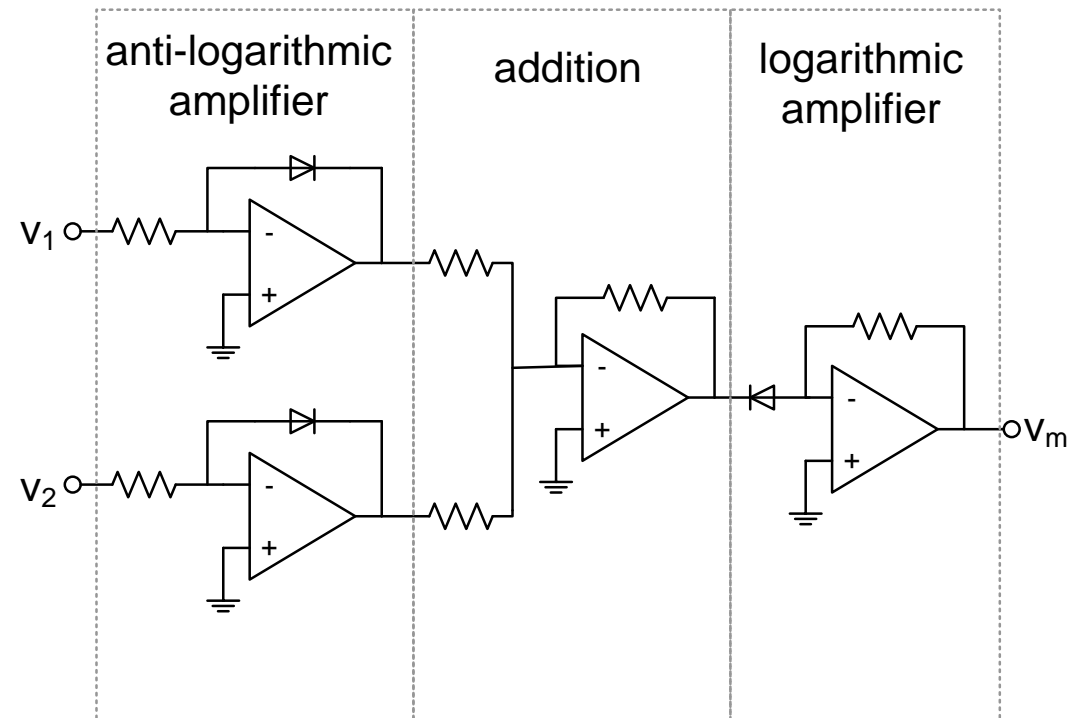 anti-logarithmic
amplifier
addition
logarithmic
amplifier
v₁
-
+
v₂
-
+
-
+
-
+
vₘ